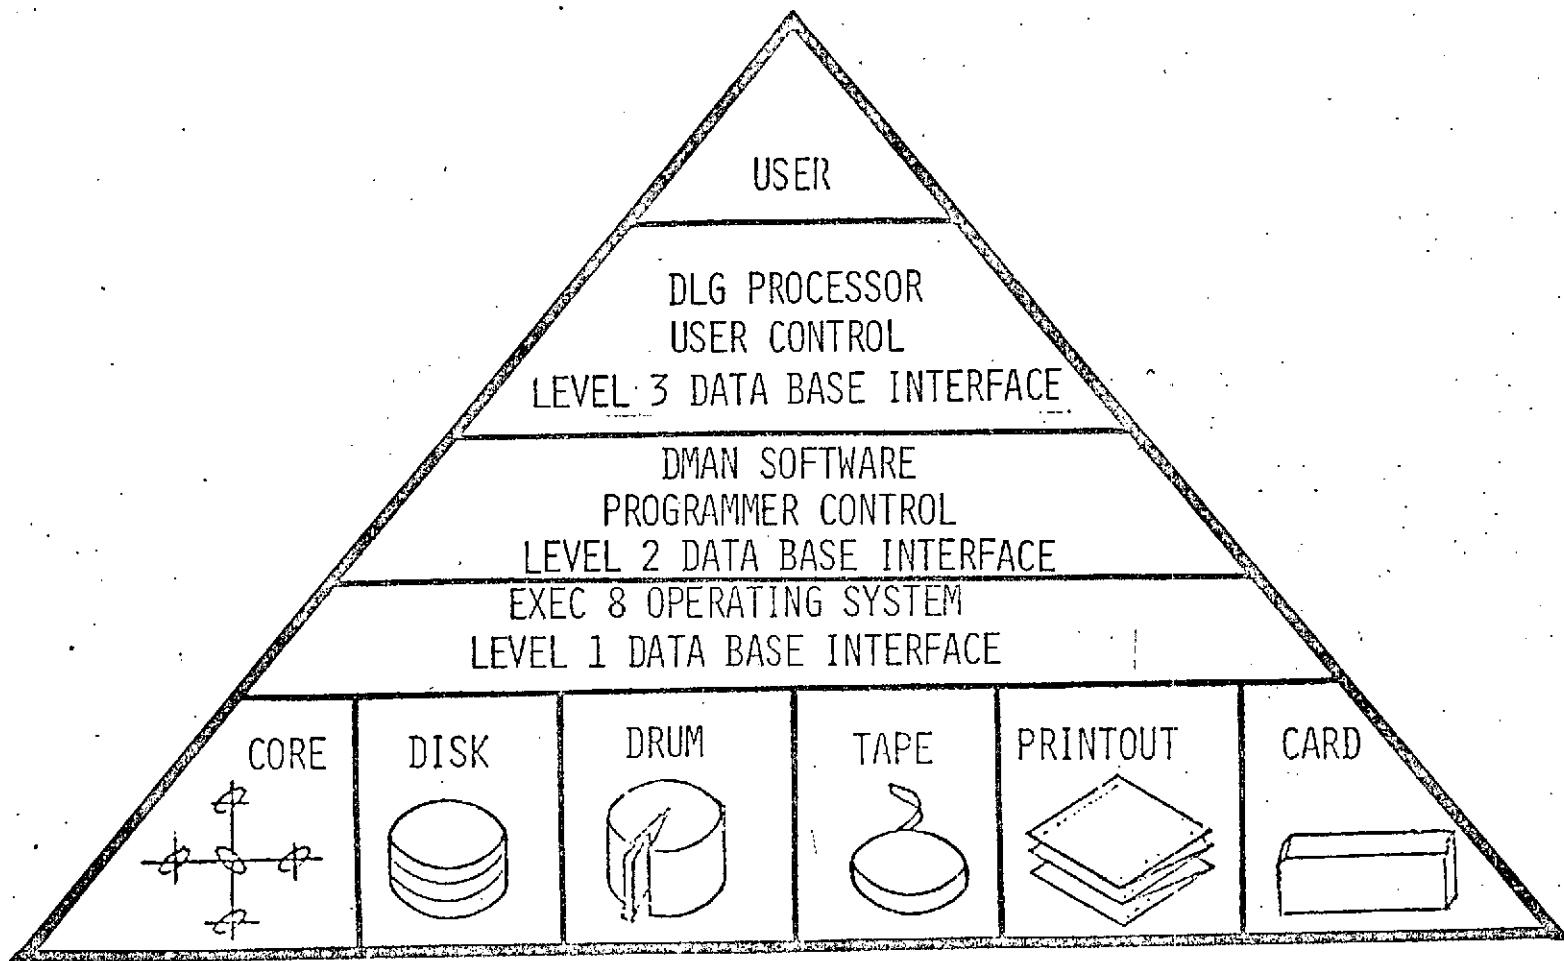 USER
DLG PROCESSOR
USER CONTROL
LEVEL 3 DATA BASE INTERFACE
DMAN SOFTWARE
PROGRAMMER CONTROL
LEVEL 2 DATA BASE INTERFACE
EXEC 8 OPERATING SYSTEM
LEVEL 1 DATA BASE INTERFACE
CORE DISK DRUM TAPE PRINTOUT CARD